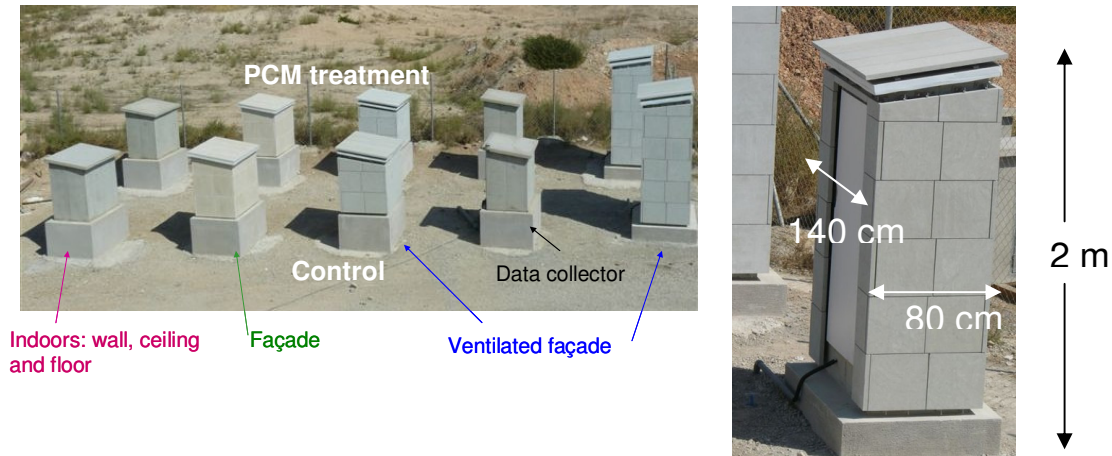 PCM treatment
Control
Data collector
Indoors: wall, ceiling
and floor
Façade
Ventilated façade
140 cm
80 cm
2 m